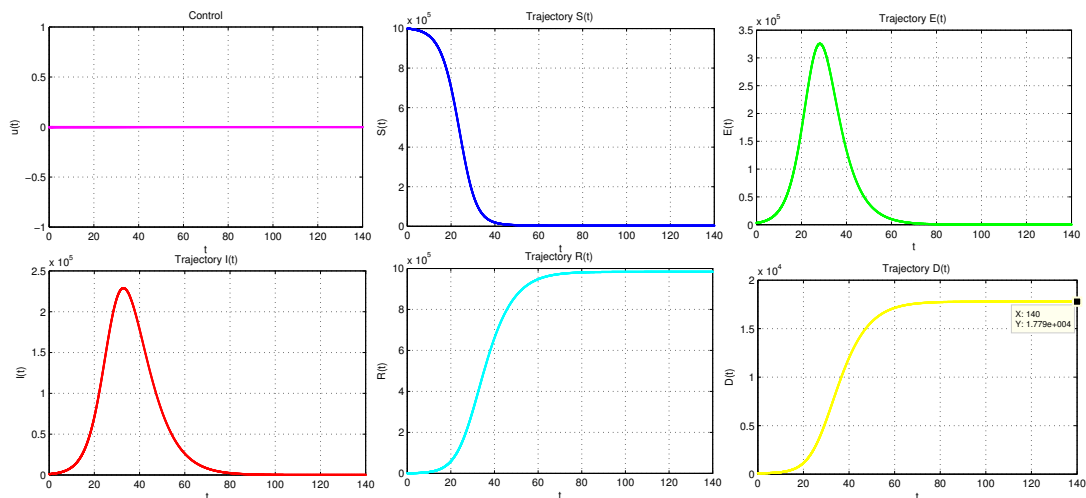 Control
1
0.5
0
−0.5
−1
0 20 40 60 80 100 120 140
u(t)
t
Trajectory S(t)
x 10^5
10
8
6
4
2
0
0 20 40 60 80 100 120 140
S(t)
t
Trajectory E(t)
x 10^5
3.5
3
2.5
2
1.5
1
0.5
0
0 20 40 60 80 100 120 140
E(t)
t
Trajectory I(t)
x 10^5
2.5
2
1.5
1
0.5
0
0 20 40 60 80 100 120 140
I(t)
t
Trajectory R(t)
x 10^5
10
8
6
4
2
0
0 20 40 60 80 100 120 140
R(t)
t
Trajectory D(t)
x 10^4
2
1.5
1
0.5
0
0 20 40 60 80 100 120 140
D(t)
t
X: 140
Y: 1.779e+004